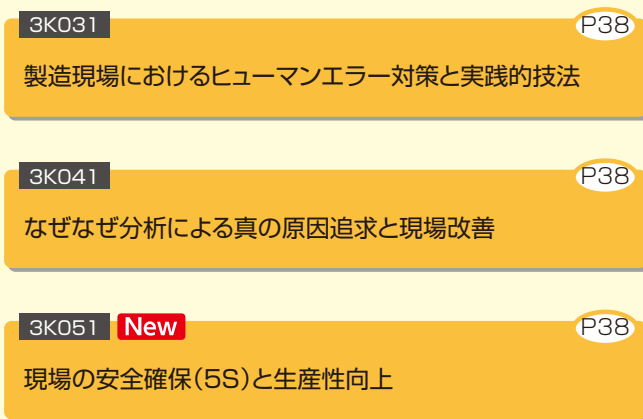 3K031 P38
製造現場におけるヒューマンエラー対策と実践的技法
3K041 P38
なぜなぜ分析による真の原因追求と現場改善
3K051 New P38
現場の安全確保(5S)と生産性向上